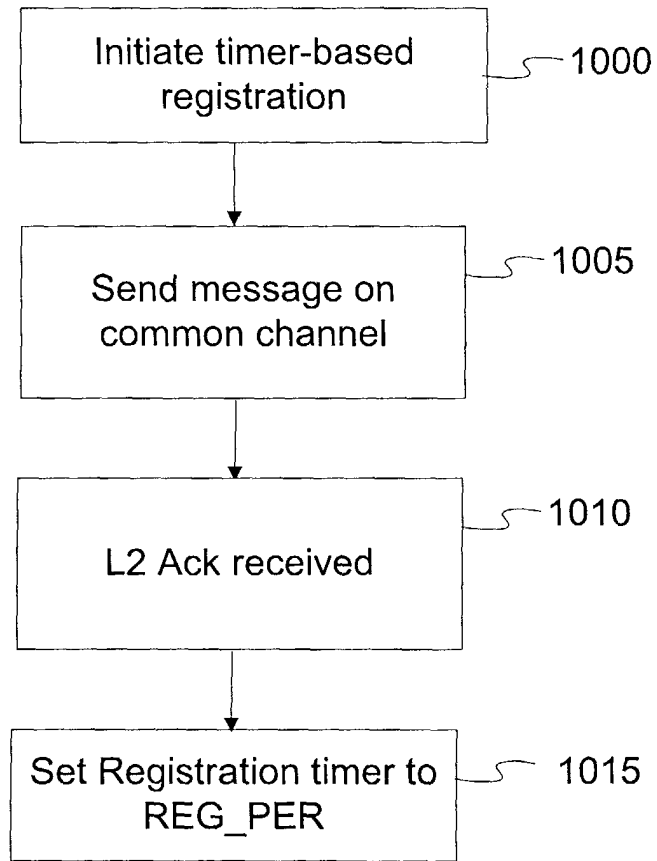 Initiate timer-based
registration
1000
Send message on
common channel
1005
L2 Ack received
1010
Set Registration timer to
REG_PER
1015